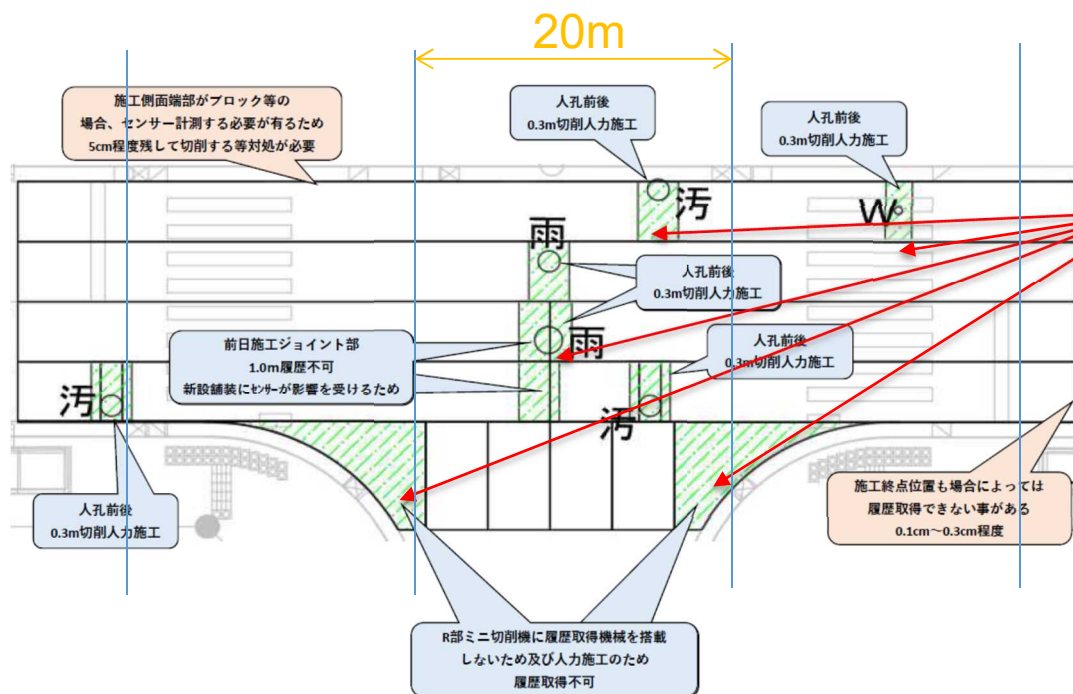 20m
施工側面端部がブロック等の
場合、センサー計測する必要が有るため
5cm程度残して切削する等対処が必要
人孔前後
0.3m切削人力施工
人孔前後
0.3m切削人力施工
汚
W
雨
人孔前後
0.3m切削人力施工
雨
前日施工ジョイント部
1.0m履歴不可
新設舗装にｾﾝｻｰが影響を受けるため
人孔前後
0.3m切削人力施工
汚
汚
人孔前後
0.3m切削人力施工
施工終点位置も場合によっては
履歴取得できない事がある
0.1cm～0.3cm程度
R部ミニ切削機に履歴取得機械を搭載
しないため及び人力施工のため
履歴取得不可